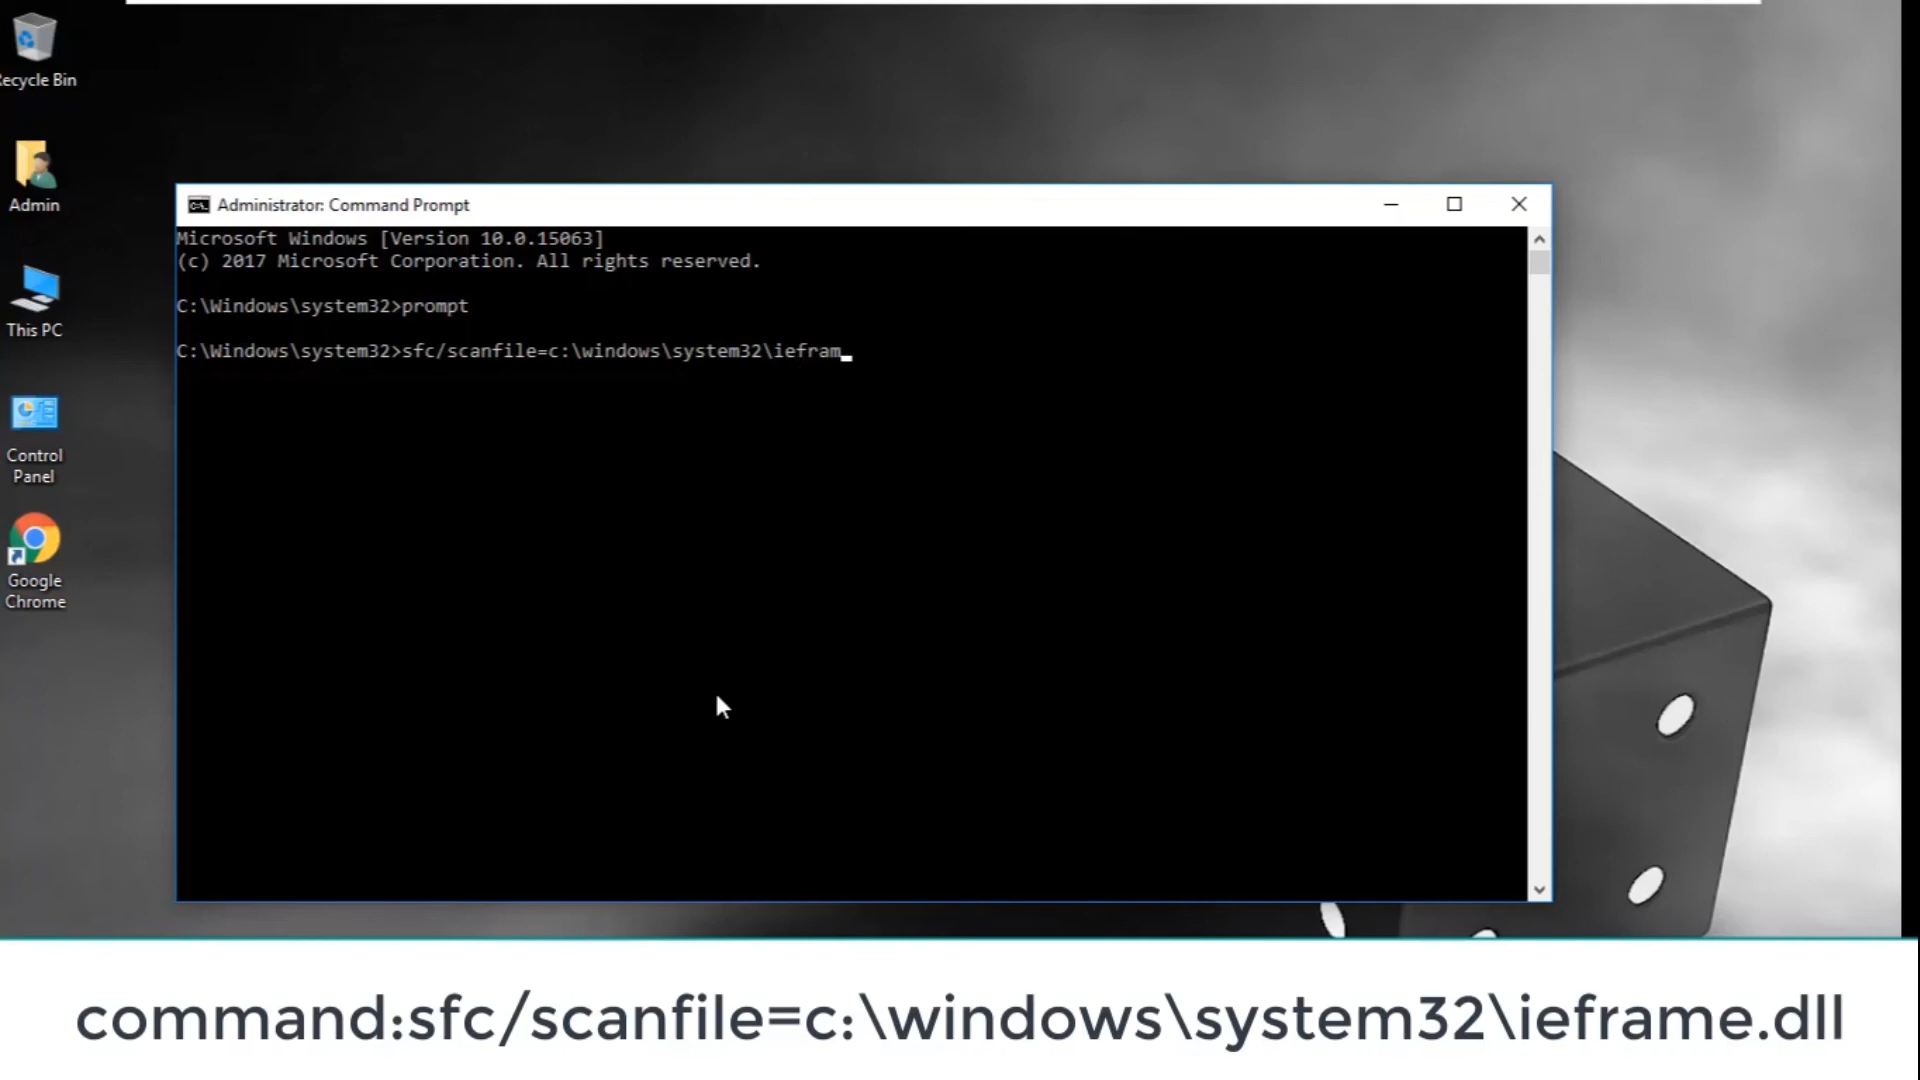 Recycle Bin
Admin
This PC
Control
Panel
Google
Chrome
Administrator: Command Prompt
Microsoft Windows [Version 10.0.15063]
(c) 2017 Microsoft Corporation. All rights reserved.
C:\Windows\system32>prompt
C:\Windows\system32>sfc/scanfile=c:\windows\system32\iefram_
command:sfc/scanfile=c:\windows\system32\ieframe.dll